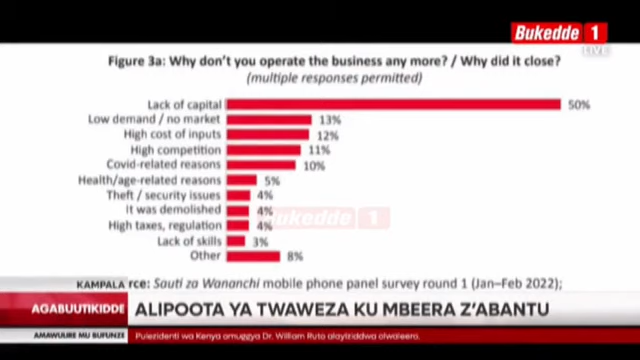 Bukedde 1
LIVE
Figure 3a: Why don't you operate the business any more? / Why did it close?
(multiple responses permitted)
Lack of capital 50%
Low demand / no market 13%
High cost of inputs 12%
High competition 11%
Covid-related reasons 10%
Health/age-related reasons 5%
Theft / security issues 4%
It was demolished 4%
Bukedde 1
High taxes, regulation 4%
Lack of skills 3%
Other 8%
KAMPALA rce: Sauti za Wananchi mobile phone panel survey round 1 (Jan–Feb 2022);
AGABUUTIKIDDE ALIPOOTA YA TWAWEZA KU MBEERA Z'ABANTU
AMAWULIRE MU BUFUNZE Pulezidenti wa Kenya omuggya Dr. William Ruto alayiziddwa olwaleero.